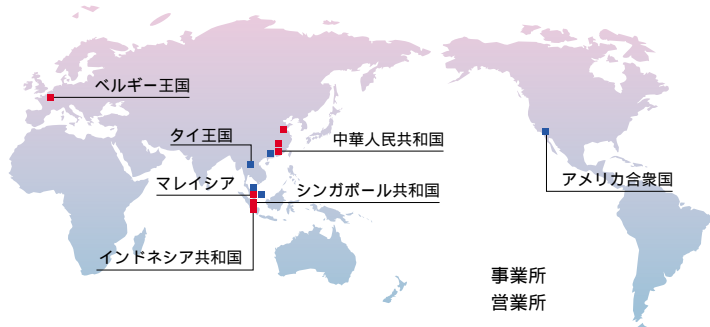 ベルギー王国
タイ王国
中華人民共和国
マレイシア
シンガポール共和国
アメリカ合衆国
インドネシア共和国
事業所
営業所